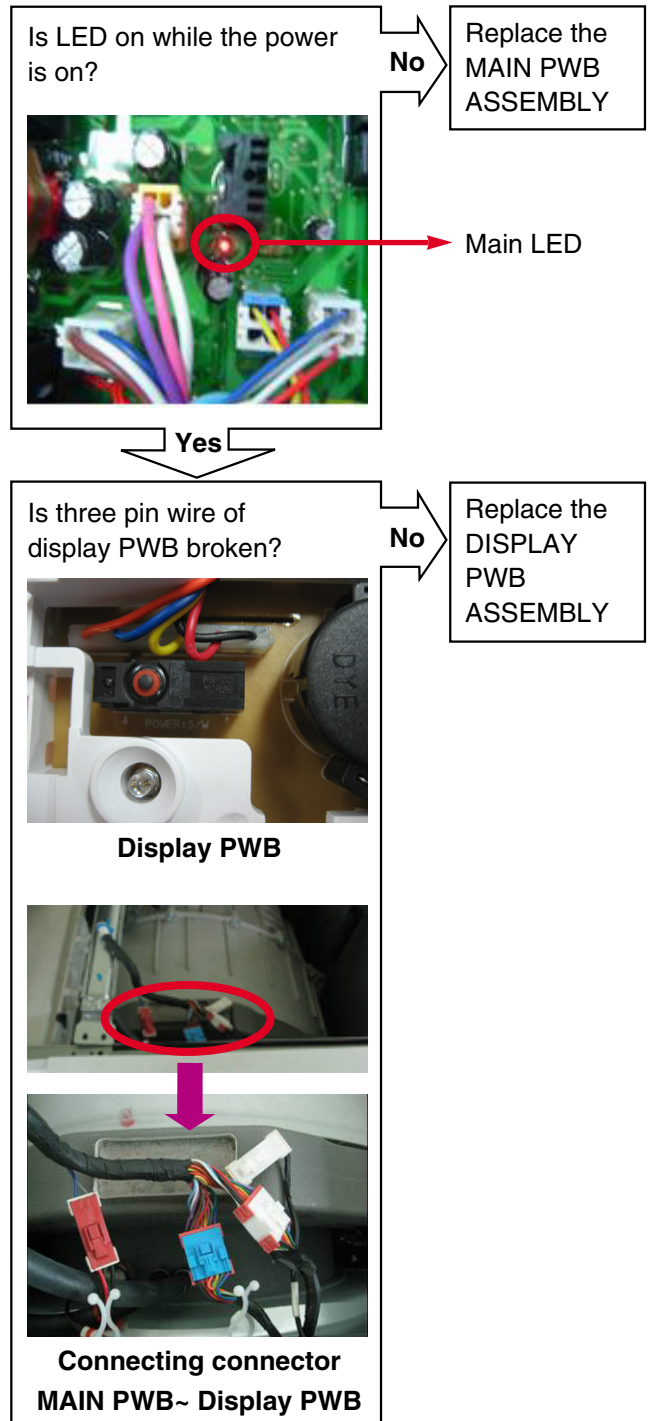 Is LED on while the power
is on?
No
Replace the
MAIN PWB
ASSEMBLY
Main LED
Yes
Is three pin wire of
display PWB broken?
No
Replace the
DISPLAY
PWB
ASSEMBLY
POWER S/W
DYE
Display PWB
Connecting connector
MAIN PWB~ Display PWB